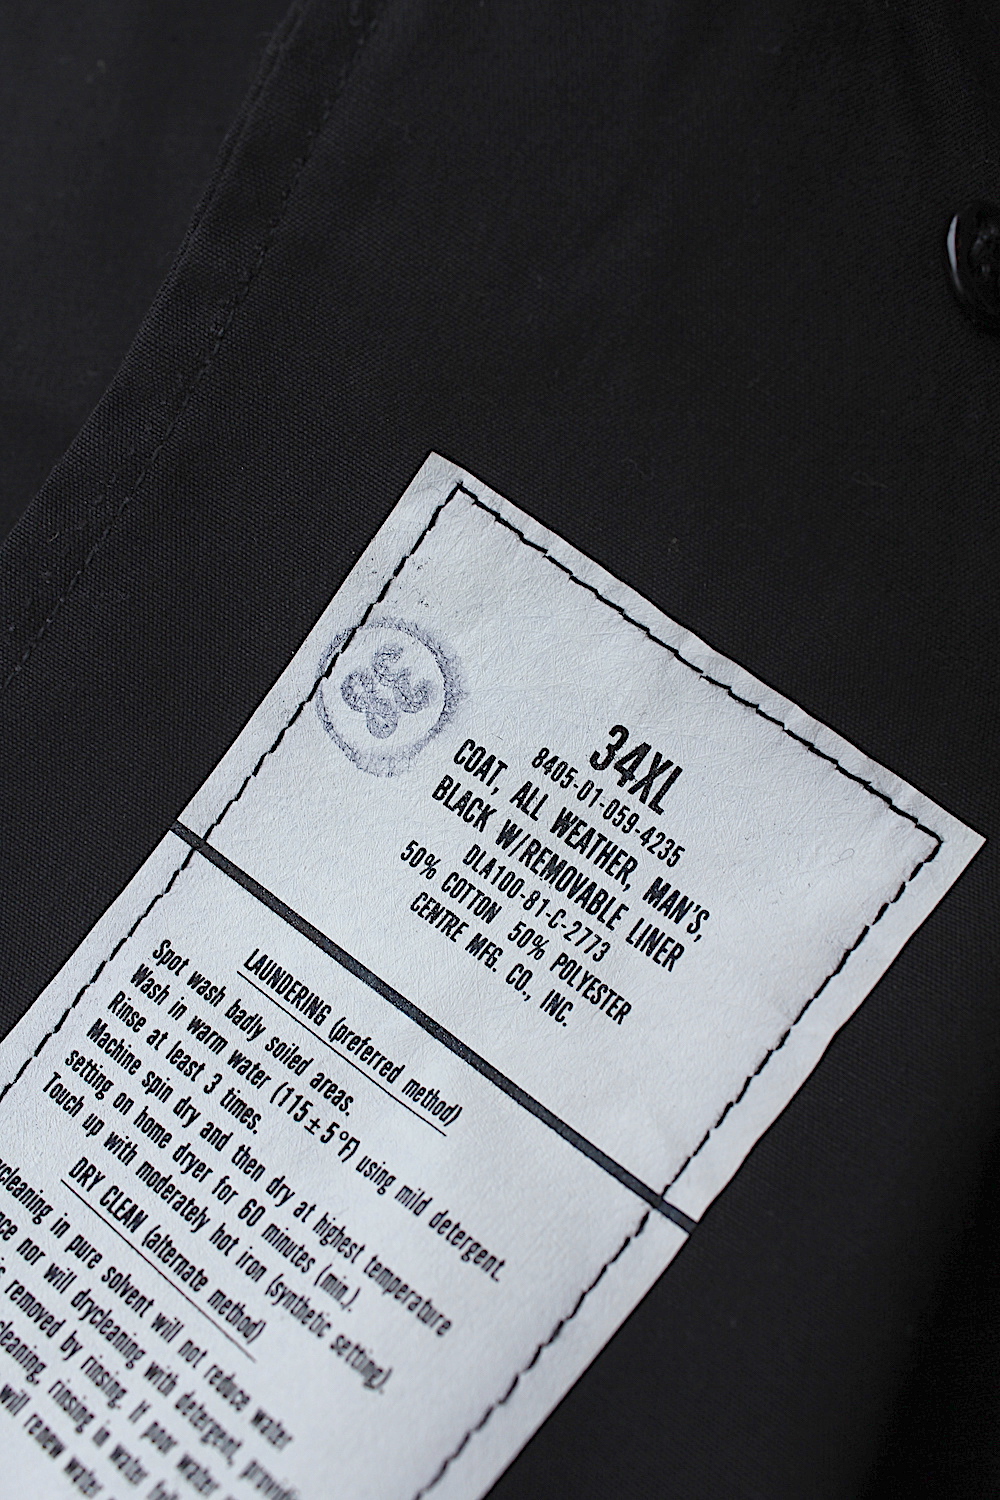 34XL
8405-01-059-4235
COAT, ALL WEATHER, MAN'S,
BLACK W/REMOVABLE LINER
DLA100-81-C-2773
50% COTTON 50% POLYESTER
CENTRE MFG. CO., INC.
LAUNDERING (preferred method)
Spot wash badly soiled areas.
Wash in warm water (115±5°F) using mild detergent.
Rinse at least 3 times.
Machine spin dry and then dry at highest temperature
setting on home dryer for 60 minutes (min.).
Touch up with moderately hot iron (synthetic setting).
DRY CLEAN (alternate method)
in pure solvent will not reduce water
nor will drycleaning with detergent,
removed by rinsing. If poor water
rinsing in water
will renew water